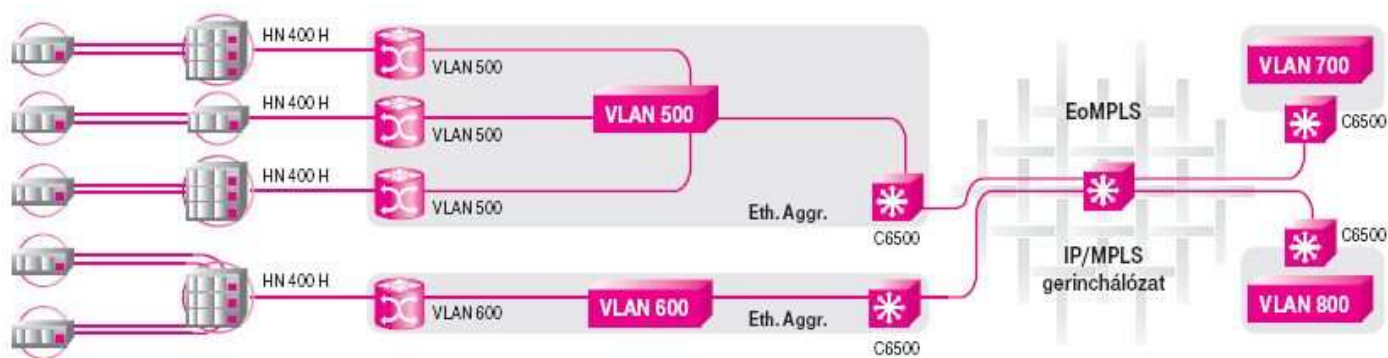 HN 400 H
VLAN 500
HN 400 H
VLAN 500
VLAN 500
HN 400 H
VLAN 500
Eth. Aggr.
C6500
HN 400 H
VLAN 600
VLAN 600
Eth. Aggr.
C6500
EoMPLS
IP/MPLS
gerinchálózat
VLAN 700
C6500
C6500
VLAN 800